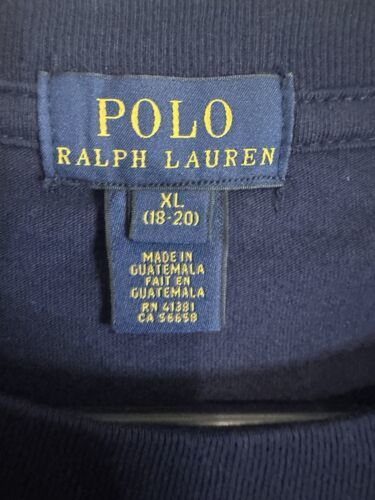 POLO
RALPH LAUREN
XL
(18-20)
MADE IN
GUATEMALA
FAIT EN
GUATEMALA
RN 41381
CA 56658